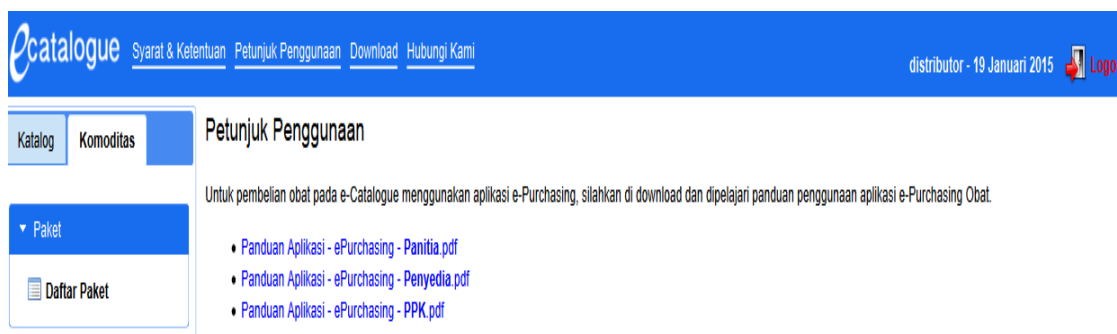 ecatalogue Syarat & Ketentuan Petunjuk Penggunaan Download Hubungi Kami
distributor - 19 Januari 2015 Logo
Katalog Komoditas
Petunjuk Penggunaan
Untuk pembelian obat pada e-Catalogue menggunakan aplikasi e-Purchasing, silahkan di download dan dipelajari panduan penggunaan aplikasi e-Purchasing Obat.
Paket
Daftar Paket
• Panduan Aplikasi - ePurchasing - Panitia.pdf
• Panduan Aplikasi - ePurchasing - Penyedia.pdf
• Panduan Aplikasi - ePurchasing - PPK.pdf